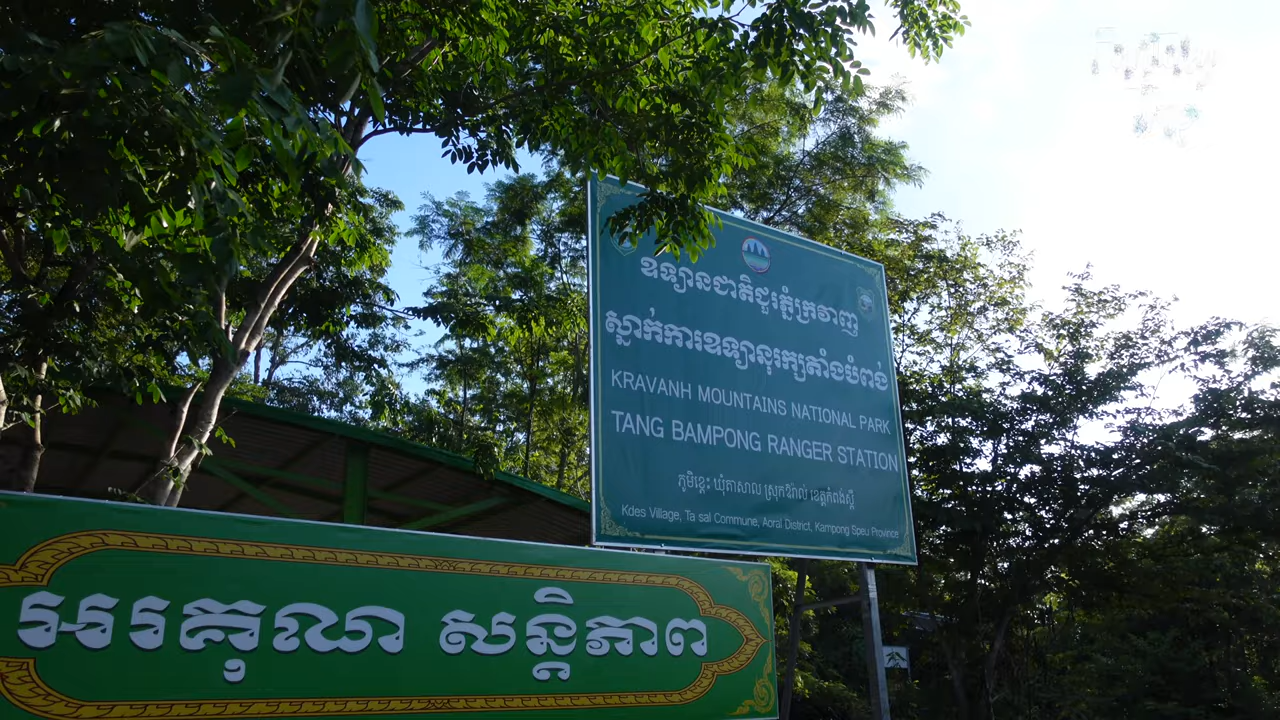 ឧទ្យានជាតិជួរភ្នំក្រវាញ
ស្នាក់ការឧទ្យានុរក្សតាំងបំពង់
KRAVANH MOUNTAINS NATIONAL PARK
TANG BAMPONG RANGER STATION
ភូមិខ្ដេះ ឃុំតាសាល ស្រុកឱរ៉ាល់ ខេត្តកំពង់ស្ពឺ
Kdes Village, Ta sal Commune, Aoral District, Kampong Speu Province
អរគុណ សន្តិភាព